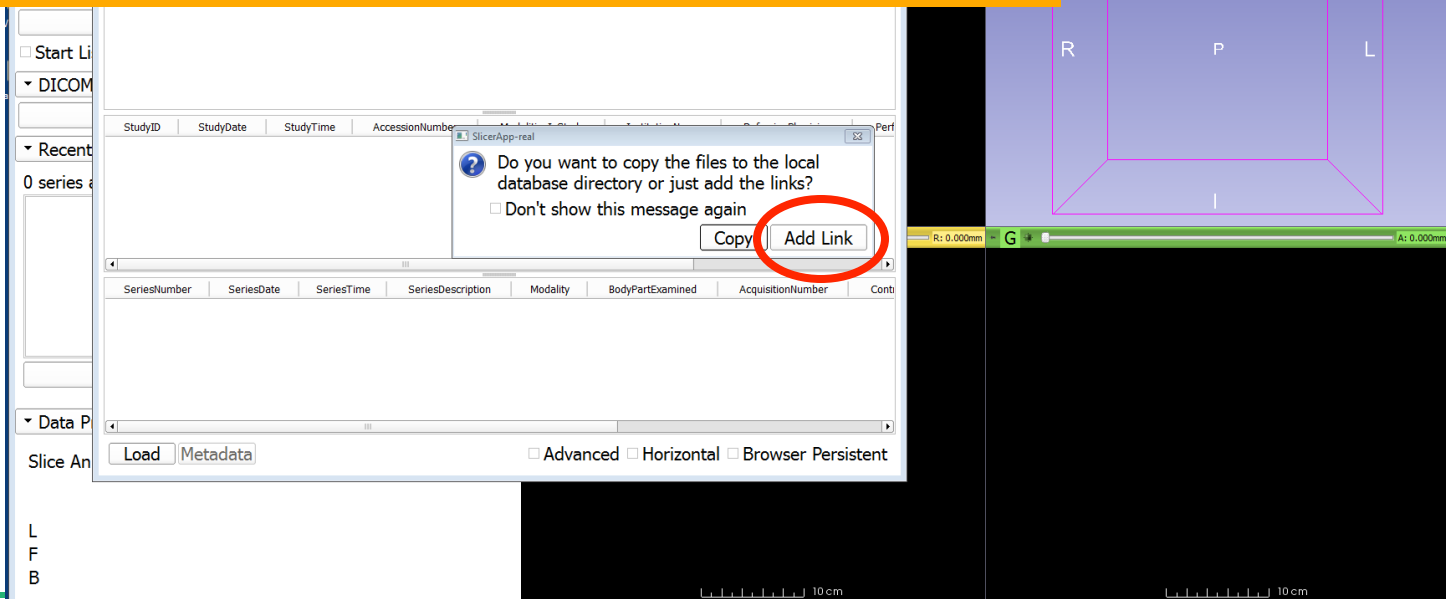 Start Li
DICOM
Recent
0 series a
Data P
Slice An
L
F
B
StudyID StudyDate StudyTime AccessionNumber
Perf
SlicerApp-real
Do you want to copy the files to the local
database directory or just add the links?
Don't show this message again
Copy Add Link
SeriesNumber SeriesDate SeriesTime SeriesDescription Modality BodyPartExamined AcquisitionNumber Cont
Load Metadata Advanced Horizontal Browser Persistent
R P L
I
R: 0.000mm G A: 0.000mm
10 cm 10 cm